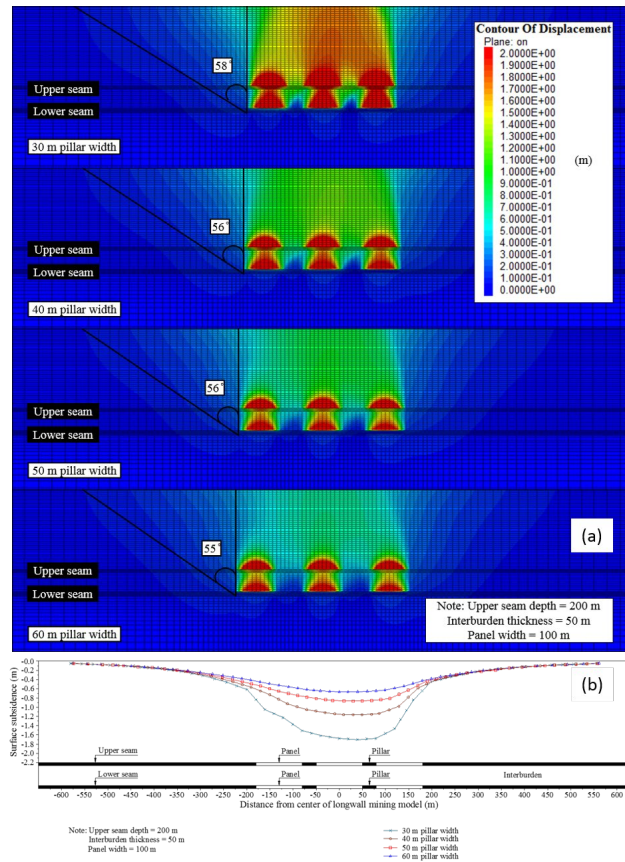 Contour Of Displacement
Plane: on
2.0000E+00
1.9000E+00
1.8000E+00
1.7000E+00
1.6000E+00
1.5000E+00
1.4000E+00
1.3000E+00
1.2000E+00
1.1000E+00
1.0000E+00
9.0000E-01
8.0000E-01
7.0000E-01
6.0000E-01
5.0000E-01
4.0000E-01
3.0000E-01
2.0000E-01
1.0000E-01
0.0000E+00
(m)
58°
Upper seam
Lower seam
30 m pillar width
56°
Upper seam
Lower seam
40 m pillar width
56°
Upper seam
Lower seam
50 m pillar width
55°
Upper seam
Lower seam
60 m pillar width
(a)
Note: Upper seam depth = 200 m
Interburden thickness = 50 m
Panel width = 100 m
(b)
Surface subsidence (m)
-0.0
-0.2
-0.4
-0.6
-0.8
-1.0
-1.2
-1.4
-1.6
-1.8
-2.0
-2.2
Upper seam Panel Pillar
Lower seam Panel Pillar Interburden
-600 -550 -500 -450 -400 -350 -300 -250 -200 -150 -100 -50 0 50 100 150 200 250 300 350 400 450 500 550 600
Distance from center of longwall mining model (m)
Note: Upper seam depth = 200 m
Interburden thickness = 50 m
Panel width = 100 m
30 m pillar width
40 m pillar width
50 m pillar width
60 m pillar width